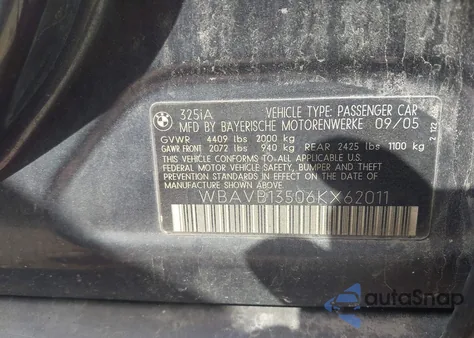 325iA VEHICLE TYPE: PASSENGER CAR
MFD BY BAYERISCHE MOTORENWERKE 09/05
GVWR 4409 lbs 2000 kg
GAWR FRONT 2072 lbs 940 kg REAR 2425 lbs 1100 kg
THIS VEHICLE CONFORMS TO ALL APPLICABLE U.S.
FEDERAL MOTOR VEHICLE SAFETY, BUMPER AND THEFT
PREVENTION STANDARDS IN EFFECT ON THE DATE OF
MANUFACTURE SHOWN ABOVE.
WBAVB13506KX62011
autoSnap